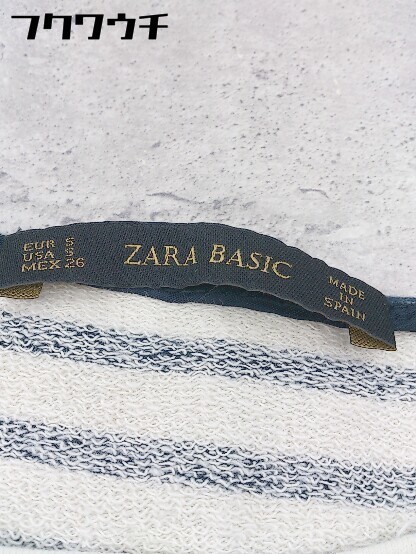 フクワウチ
EUR S
USA S
MEX 26
ZARA BASIC
MADE
IN
SPAIN